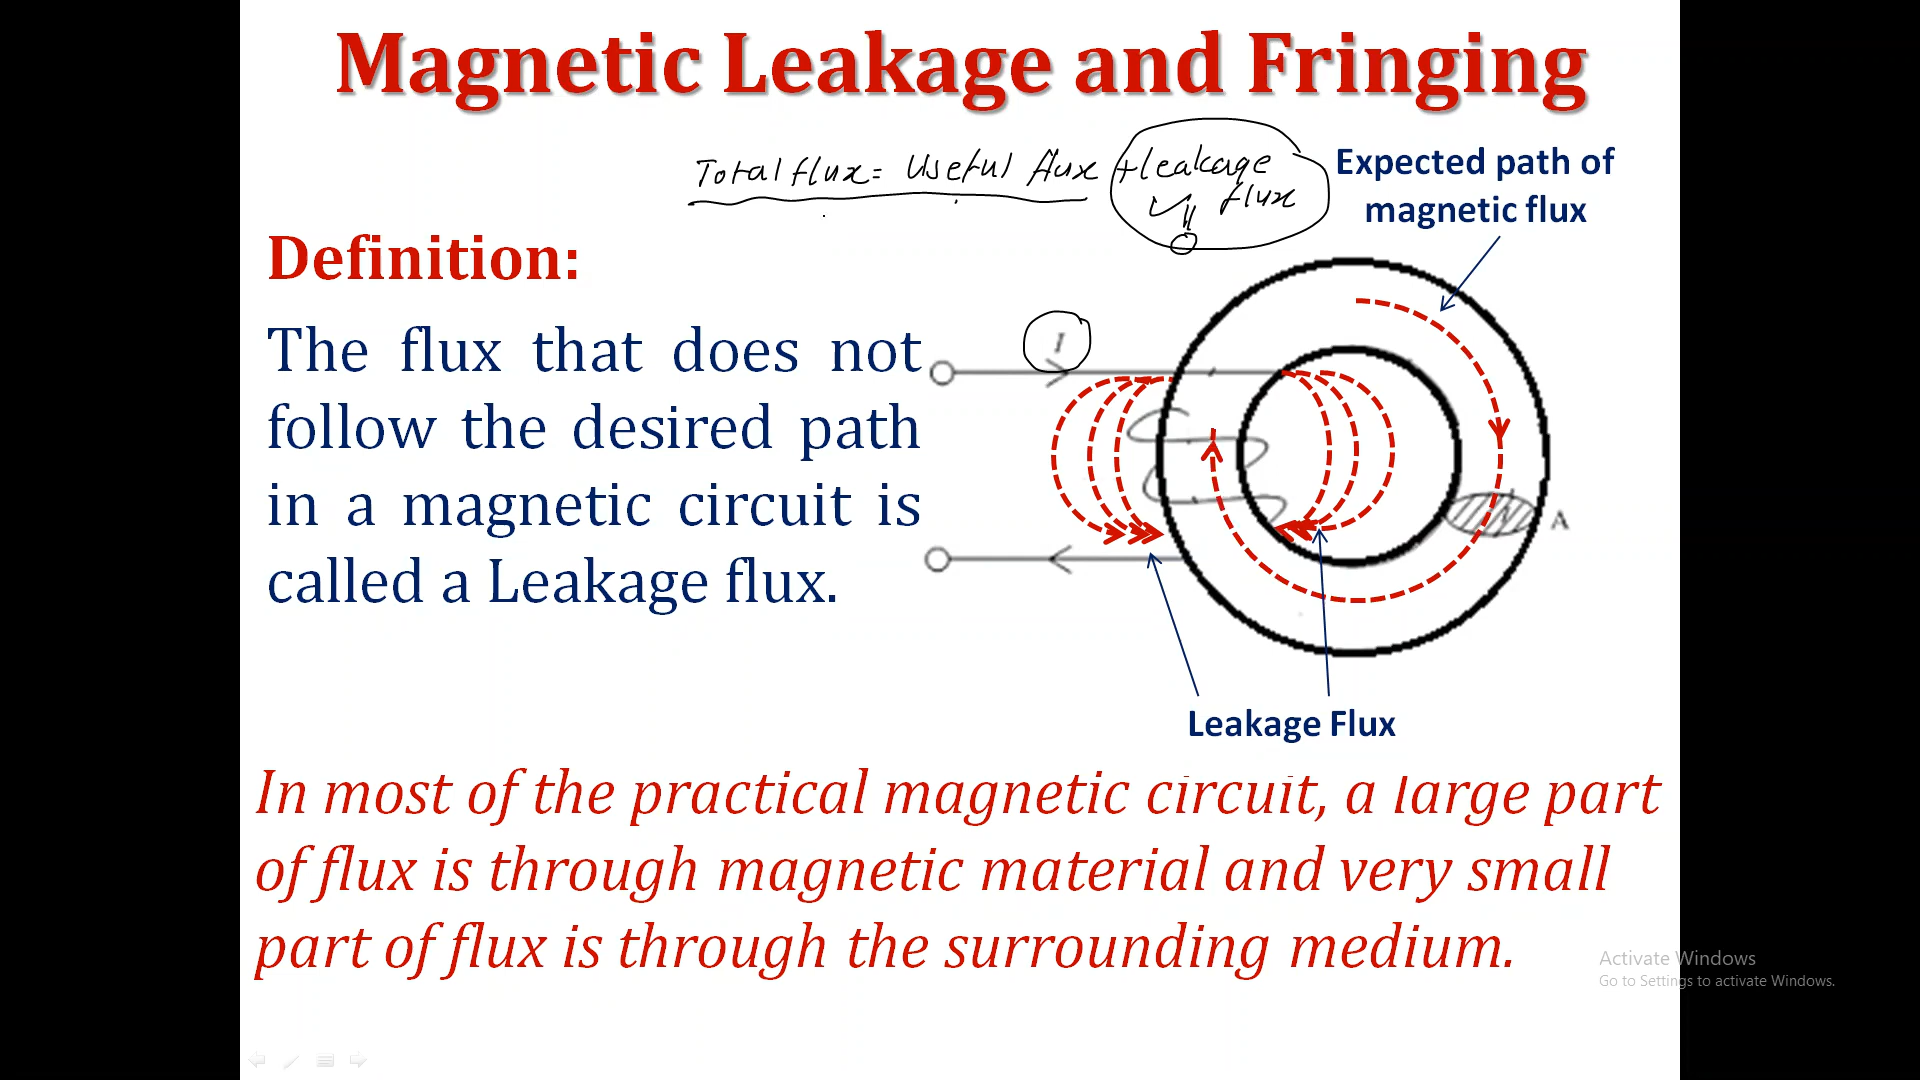 Magnetic Leakage and Fringing
Total flux = Useful flux + leakage
flux
Expected path of
magnetic flux
Definition:
The flux that does not
follow the desired path
in a magnetic circuit is
called a Leakage flux.
I
A
Leakage Flux
In most of the practical magnetic circuit, a large part
of flux is through magnetic material and very small
part of flux is through the surrounding medium.
Activate Windows
Go to Settings to activate Windows.